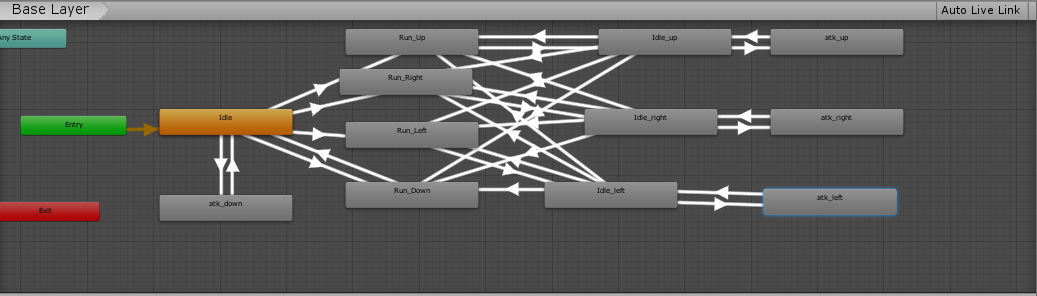 Base Layer
Auto Live Link
Any State
Run_Up
Idle_up
atk_up
Run_Right
Entry
Idle
Run_Left
Idle_right
atk_right
Run_Down
Idle_left
atk_left
atk_down
Exit